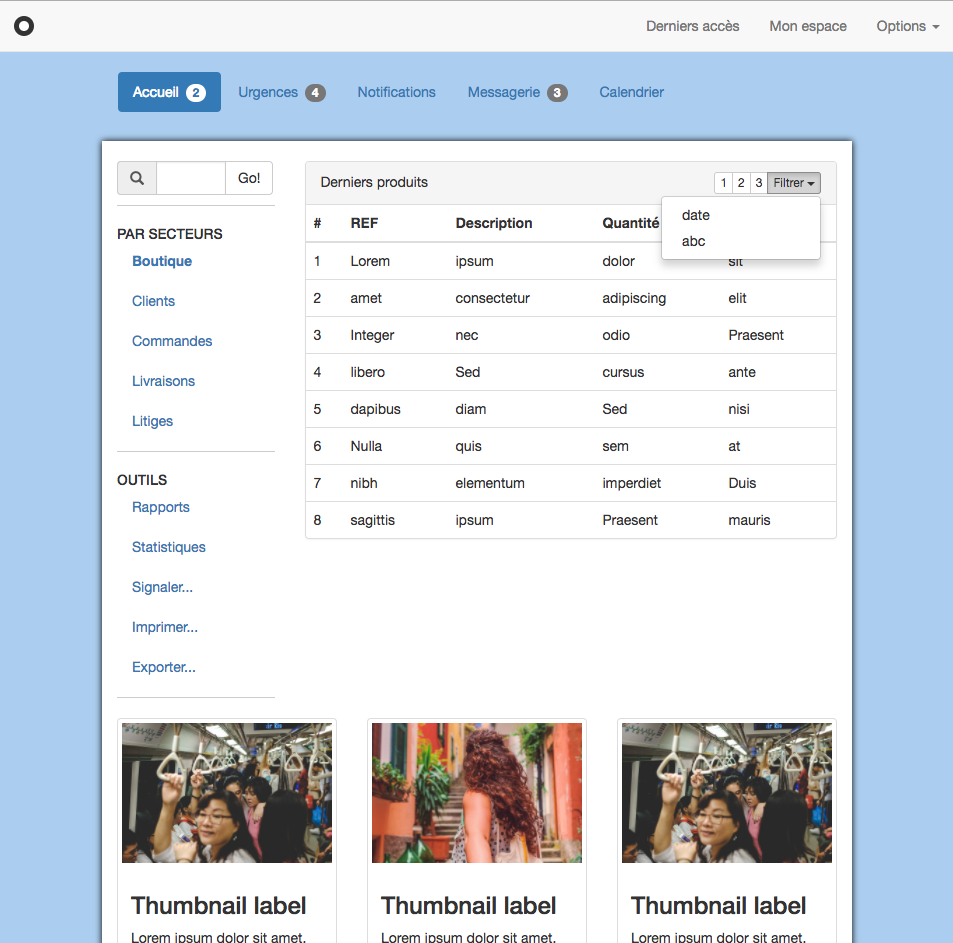 Derniers accès Mon espace Options
Accueil 2 Urgences 4 Notifications Messagerie 3 Calendrier
Go!
Derniers produits 1 2 3 Filtrer
date
abc
# REF Description Quantité
1 Lorem ipsum dolor sit
2 amet consectetur adipiscing elit
3 Integer nec odio Praesent
4 libero Sed cursus ante
5 dapibus diam Sed nisi
6 Nulla quis sem at
7 nibh elementum imperdiet Duis
8 sagittis ipsum Praesent mauris
PAR SECTEURS
Boutique
Clients
Commandes
Livraisons
Litiges
OUTILS
Rapports
Statistiques
Signaler...
Imprimer...
Exporter...
Thumbnail label
Lorem ipsum dolor sit amet,
Thumbnail label
Lorem ipsum dolor sit amet,
Thumbnail label
Lorem ipsum dolor sit amet,